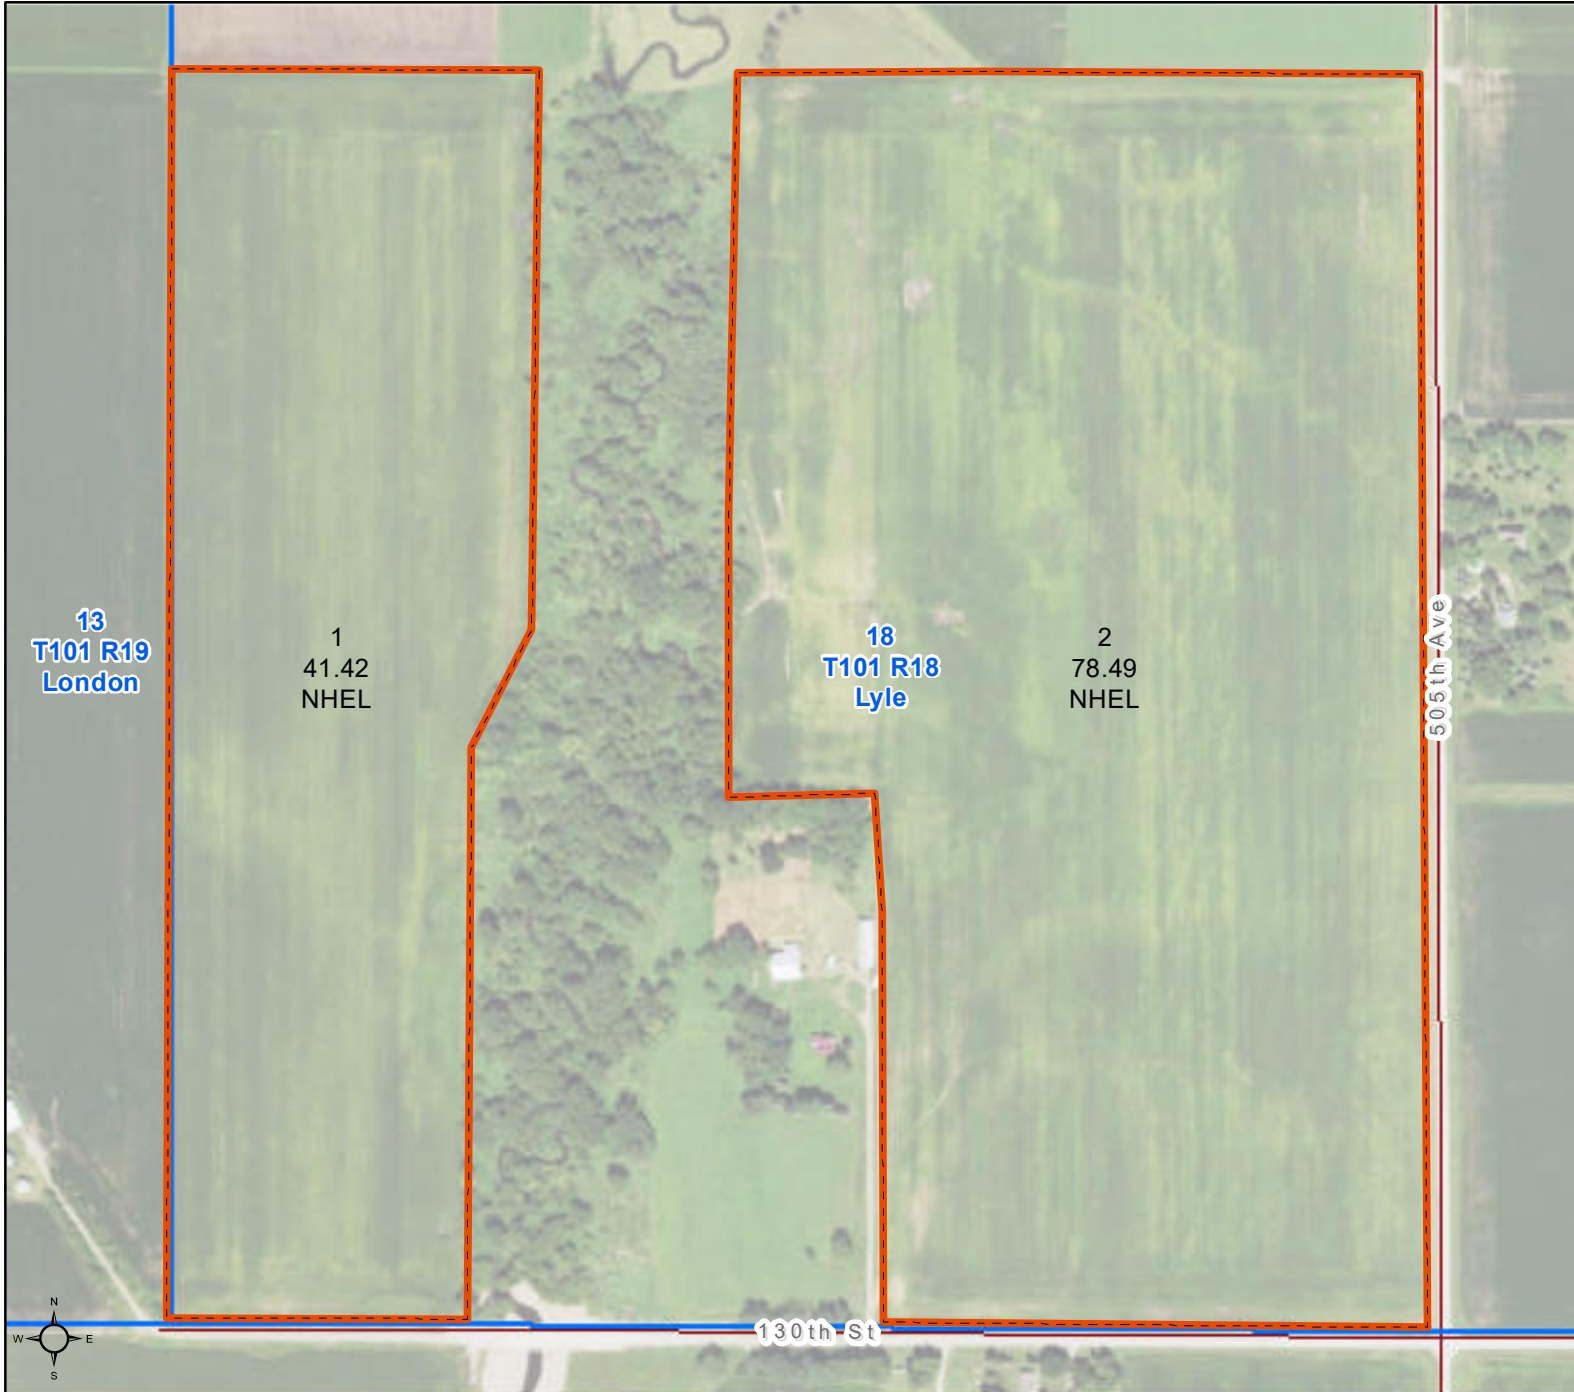 13
T101 R19
London
1
41.42
NHEL
18
T101 R18
Lyle
2
78.49
NHEL
505th Ave
130th St
N
W E
S